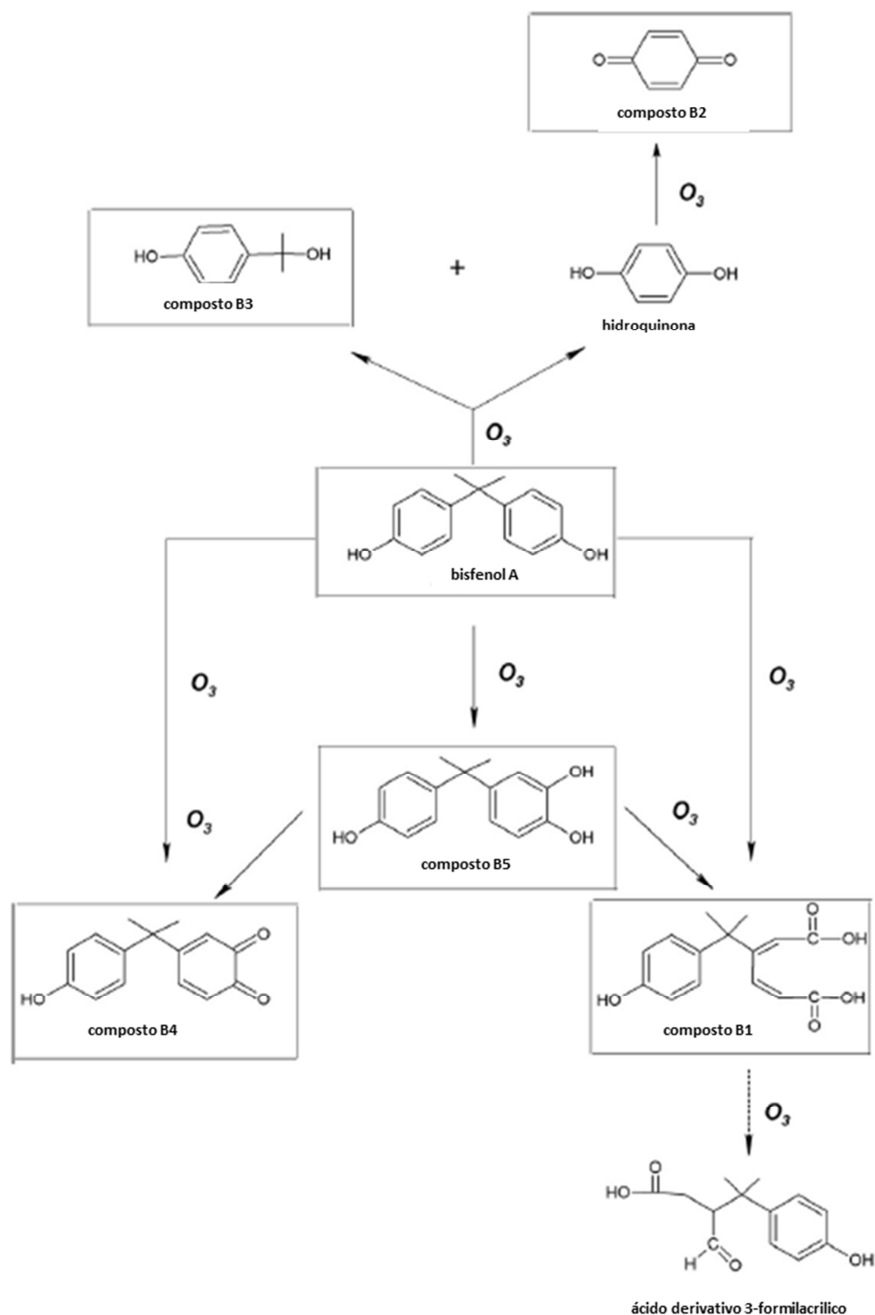 O O
composto B2
O3
HO OH
composto B3
+
HO OH
hidroquinona
O3
HO OH
bisfenol A
O3
O3
O3
HO OH
OH
composto B5
O3
O3
HO O
O
composto B4
O
C OH
HO C OH
O
composto B1
O3
O
HO
C
H O OH
ácido derivativo 3-formilacrilico